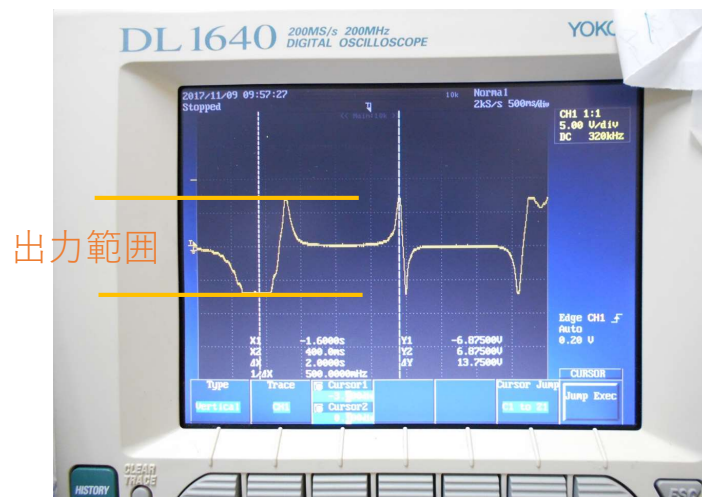 DL 1640 200MS/s 200MHz
DIGITAL OSCILLOSCOPE
YOKO
2017/11/09 09:57:27
Stopped
10k
Normal
2kS/s 500ms/div
CH1 1:1
5.00 V/div
DC 320kHz
出力範囲
Edge CH1
Auto
0.20 V
X1 -1.6000s Y1 -6.87500V
X2 400.0ms Y2 6.87500V
ΔX 2.0000s ΔY 13.7500V
1/ΔX 500.0000mHz
CURSOR
Type
Vertical
Trace
CH1
Cursor1
Cursor2
Cursor Jump
C1 to Z1
Jump Exec
CLEAR
TRACE
HISTORY
ESC